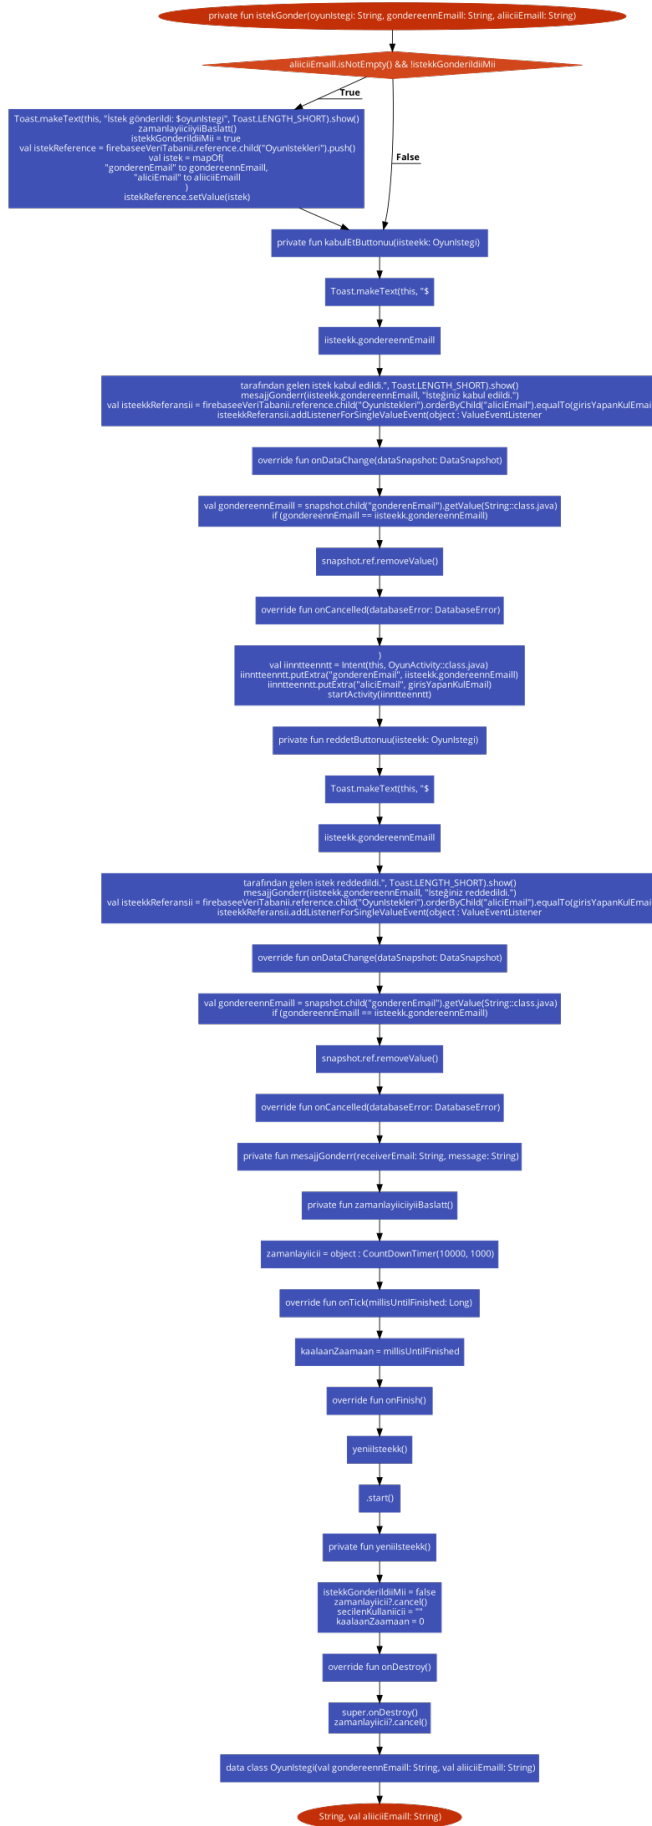 private fun istekGonder(oyunIstegi: String, gondereennEmaill: String, aliiciiEmaill: String)
aliiciiEmaill.isNotEmpty() && !istekkGonderildiiMii
True
Toast.makeText(this, "İstek gönderildi: $oyunIstegi", Toast.LENGTH_SHORT).show()
zamanlayiiciiyiiBaslatt()
istekkGonderildiiMii = true
val istekReference = firebaseeVeriTabanii.reference.child("OyunIstekleri").push()
val istek = mapOf(
"gonderenEmail" to gondereennEmaill,
"aliciEmail" to aliiciiEmaill
)
istekReference.setValue(istek)
False
private fun kabulEtButtonuu(iisteekk: OyunIstegi)
Toast.makeText(this, "$
iisteekk.gondereennEmaill
tarafından gelen istek kabul edildi.", Toast.LENGTH_SHORT).show()
mesajjGonderr(iisteekk.gondereennEmaill, "İsteğiniz kabul edildi.")
val isteekkReferansii = firebaseeVeriTabanii.reference.child("OyunIstekleri").orderByChild("aliciEmail").equalTo(girisYapanKulEmai
isteekkReferansii.addListenerForSingleValueEvent(object : ValueEventListener
override fun onDataChange(dataSnapshot: DataSnapshot)
val gondereennEmaill = snapshot.child("gonderenEmail").getValue(String::class.java)
if (gondereennEmaill == iisteekk.gondereennEmaill)
snapshot.ref.removeValue()
override fun onCancelled(databaseError: DatabaseError)
)
val iinntteenntt = Intent(this, OyunActivity::class.java)
iinntteenntt.putExtra("gonderenEmail", iisteekk.gondereennEmaill)
iinntteenntt.putExtra("aliciEmail", girisYapanKulEmail)
startActivity(iinntteenntt)
private fun reddetButtonuu(iisteekk: OyunIstegi)
Toast.makeText(this, "$
iisteekk.gondereennEmaill
tarafından gelen istek reddedildi.", Toast.LENGTH_SHORT).show()
mesajjGonderr(iisteekk.gondereennEmaill, "İsteğiniz reddedildi.")
val isteekkReferansii = firebaseeVeriTabanii.reference.child("OyunIstekleri").orderByChild("aliciEmail").equalTo(girisYapanKulEmai
isteekkReferansii.addListenerForSingleValueEvent(object : ValueEventListener
override fun onDataChange(dataSnapshot: DataSnapshot)
val gondereennEmaill = snapshot.child("gonderenEmail").getValue(String::class.java)
if (gondereennEmaill == iisteekk.gondereennEmaill)
snapshot.ref.removeValue()
override fun onCancelled(databaseError: DatabaseError)
private fun mesajjGonderr(receiverEmail: String, message: String)
private fun zamanlayiiciiyiiBaslatt()
zamanlayiicii = object : CountDownTimer(10000, 1000)
override fun onTick(millisUntilFinished: Long)
kaalaanZaamaan = millisUntilFinished
override fun onFinish()
yeniiIsteekk()
.start()
private fun yeniiIsteekk()
istekkGonderildiiMii = false
zamanlayiicii?.cancel()
secilenKullaniicii = ""
kaalaanZaamaan = 0
override fun onDestroy()
super.onDestroy()
zamanlayiicii?.cancel()
data class OyunIstegi(val gondereennEmaill: String, val aliiciiEmaill: String)
String, val aliiciiEmaill: String)